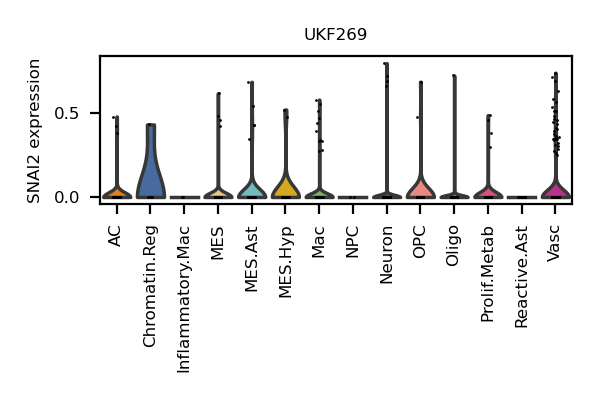 UKF269
SNAI2 expression
0.5
0.0
AC
Chromatin.Reg
Inflammatory.Mac
MES
MES.Ast
MES.Hyp
Mac
NPC
Neuron
OPC
Oligo
Prolif.Metab
Reactive.Ast
Vasc